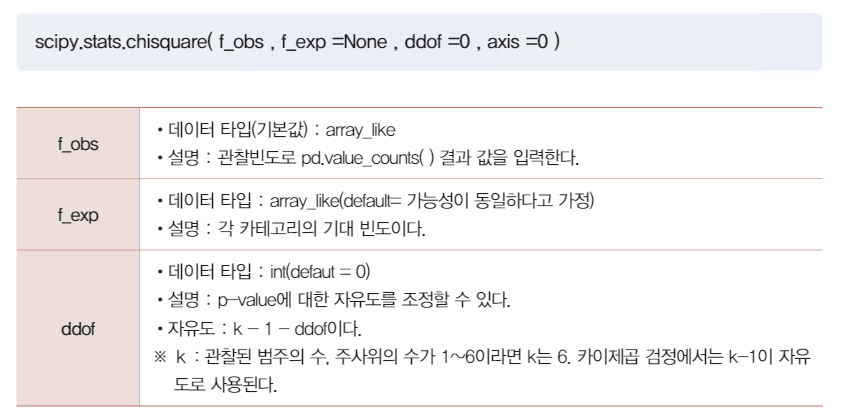 scipy.stats.chisquare( f_obs , f_exp =None , ddof =0 , axis =0 )
f_obs
• 데이터 타입(기본값) : array_like
• 설명 : 관찰빈도로 pd.value_counts( ) 결과 값을 입력한다.
f_exp
• 데이터 타입 : array_like(default= 가능성이 동일하다고 가정)
• 설명 : 각 카테고리의 기대 빈도이다.
ddof
• 데이터 타입 : int(defaut = 0)
• 설명 : p-value에 대한 자유도를 조정할 수 있다.
• 자유도 : k - 1 - ddof이다.
※ k : 관찰된 범주의 수, 주사위의 수가 1~6이라면 k는 6. 카이제곱 검정에서는 k-1이 자유
도로 사용된다.